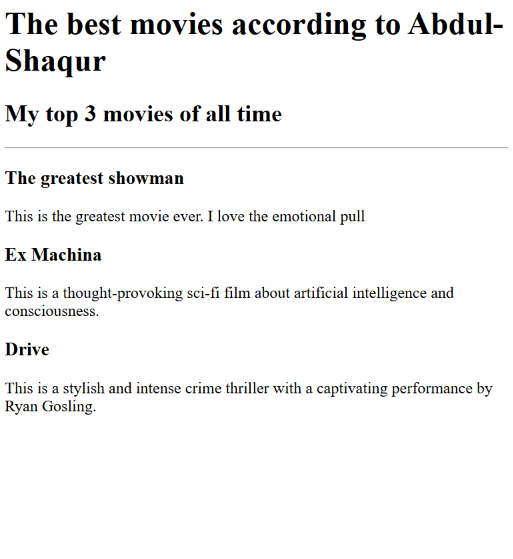 The best movies according to Abdul-
Shaqur
My top 3 movies of all time
The greatest showman
This is the greatest movie ever. I love the emotional pull
Ex Machina
This is a thought-provoking sci-fi film about artificial intelligence and
consciousness.
Drive
This is a stylish and intense crime thriller with a captivating performance by
Ryan Gosling.